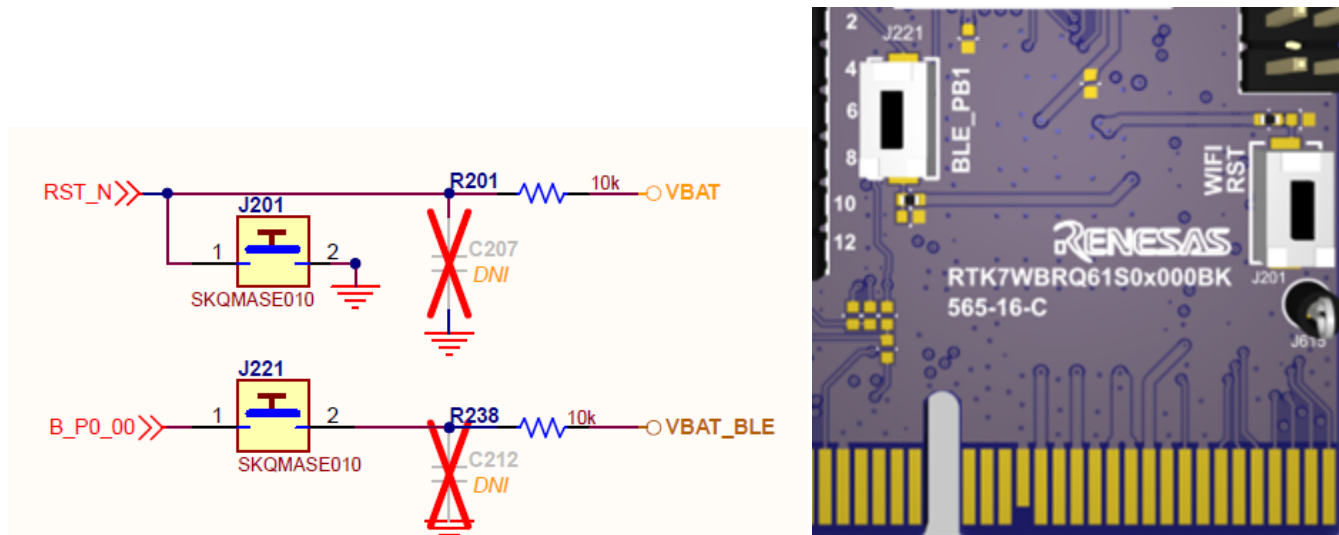 RST_N
J201
1
2
SKQMASE010
R201
10k
VBAT
C207
DNI
B_P0_00
J221
1
2
SKQMASE010
R238
10k
VBAT_BLE
C212
DNI
2
4
6
8
10
12
J221
BLE_PB1
WIFI
RST
RENESAS
RTK7WBRQ61S0x000BK
565-16-C
J201
J615